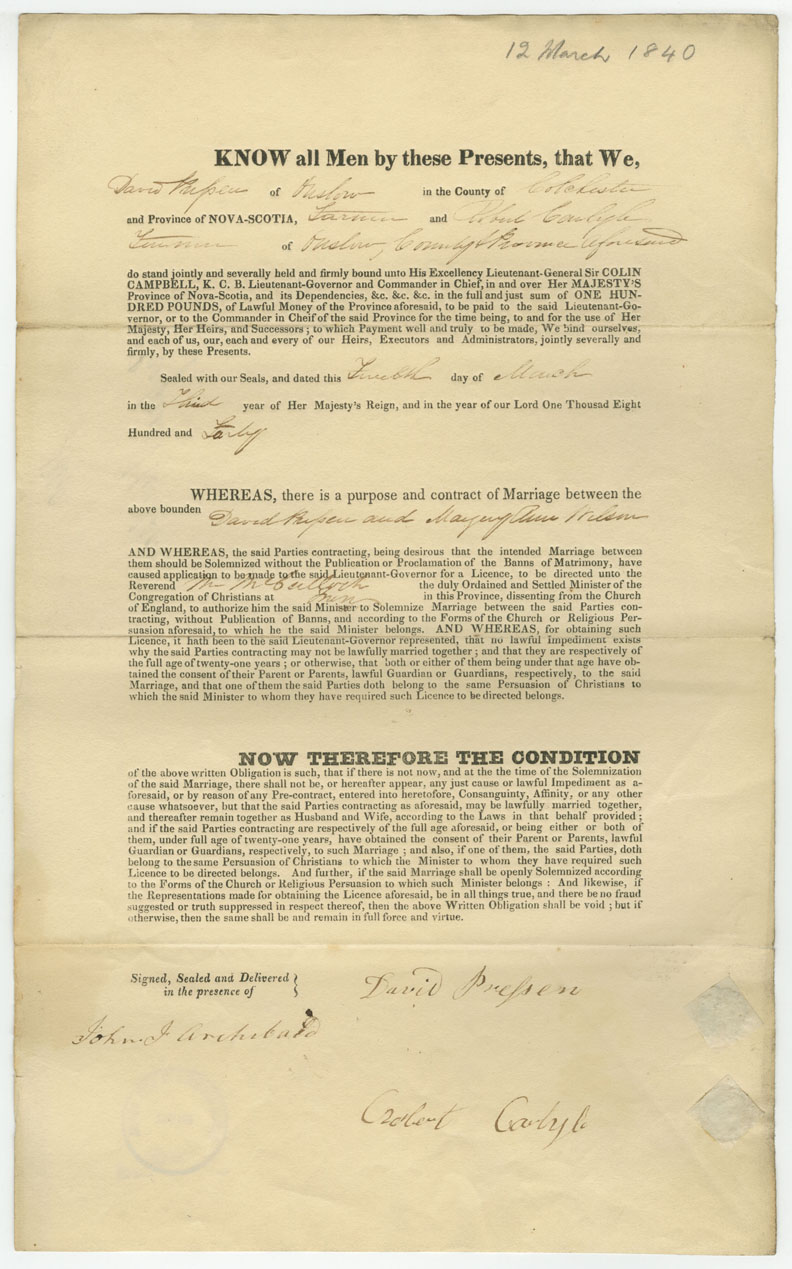 12 March 1840
KNOW all Men by these Presents, that We,
David Pressen of Onslow in the County of Colchester
and Province of NOVA-SCOTIA, Farmer and Robert Carlyle
Farmer of Onslow, County & Province aforesaid
do stand jointly and severally held and firmly bound unto His Excellency Lieutenant-General Sir COLIN
CAMPBELL, K. C. B. Lieutenant-Governor and Commander in Chief, in and over Her MAJESTY'S
Province of Nova-Scotia, and its Dependencies, &c. &c. &c. in the full and just sum of ONE HUN-
DRED POUNDS, of Lawful Money of the Province aforesaid, to be paid to the said Lieutenant-Go-
vernor, or to the Commander in Cheif of the said Province for the time being, to and for the use of Her
Majesty, Her Heirs, and Successors ; to which Payment well and truly to be made, We bind ourselves,
and each of us, our, each and every of our Heirs, Executors and Administrators, jointly severally and
firmly, by these Presents.
Sealed with our Seals, and dated this Twelfth day of March
in the Third year of Her Majesty's Reign, and in the year of our Lord One Thousad Eight
Hundred and Forty
WHEREAS, there is a purpose and contract of Marriage between the
above bounden David Pressen and Margery Ann Wilson
AND WHEREAS, the said Parties contracting, being desirous that the intended Marriage between
them should be Solemnized without the Publication or Proclamation of the Banns of Matrimony, have
caused application to be made to the said Lieutenant-Governor for a Licence, to be directed unto the
Reverend Wm McCulloch the duly Ordained and Settled Minister of the
Congregation of Christians at Truro in this Province, dissenting from the Church
of England, to authorize him the said Minister to Solemnize Marriage between the said Parties con-
tracting, without Publication of Banns, and according to the Forms of the Church or Religious Per-
suasion aforesaid, to which he the said Minister belongs. AND WHEREAS, for obtaining such
Licence, it hath been to the said Lieutenant-Governor represented, that no lawful Impediment exists
why the said Parties contracting may not be lawfully married together ; and that they are respectively of
the full age of twenty-one years ; or otherwise, that both or either of them being under that age have ob-
tained the consent of their Parent or Parents, lawful Guardian or Guardians, respectively, to the said
Marriage, and that one of them the said Parties doth belong to the same Persuasion of Christians to
which the said Minister to whom they have required such Licence to be directed belongs.
NOW THEREFORE THE CONDITION
of the above written Obligation is such, that if there is not now, and at the the time of the Solemnization
of the said Marriage, there shall not be, or hereafter appear, any just cause or lawful Impediment as a-
foresaid, or by reason of any Pre-contract, entered into heretofore, Consanguinity, Affinity, or any other
cause whatsoever, but that the said Parties contracting as aforesaid, may be lawfully married together,
and thereafter remain together as Husband and Wife, according to the Laws in that behalf provided ;
and if the said Parties contracting are respectively of the full age aforesaid, or being either or both of
them, under full age of twenty-one years, have obtained the consent of their Parent or Parents, lawful
Guardian or Guardians, respectively, to such Marriage ; and also, if one of them, the said Parties, doth
belong to the same Persuasion of Christians to which the Minister to whom they have required such
Licence to be directed belongs. And further, if the said Marriage shall be openly Solemnized according
to the Forms of the Church or Religious Persuasion to which such Minister belongs : And likewise, if
the Representations made for obtaining the Licence aforesaid, be in all things true, and there be no fraud
suggested or truth suppressed in respect thereof, then the above Written Obligation shall be void ; but if
otherwise, then the same shall be and remain in full force and virtue.
Signed, Sealed and Delivered
in the presence of
David Pressen
John J Archibald
Robert Carlyle